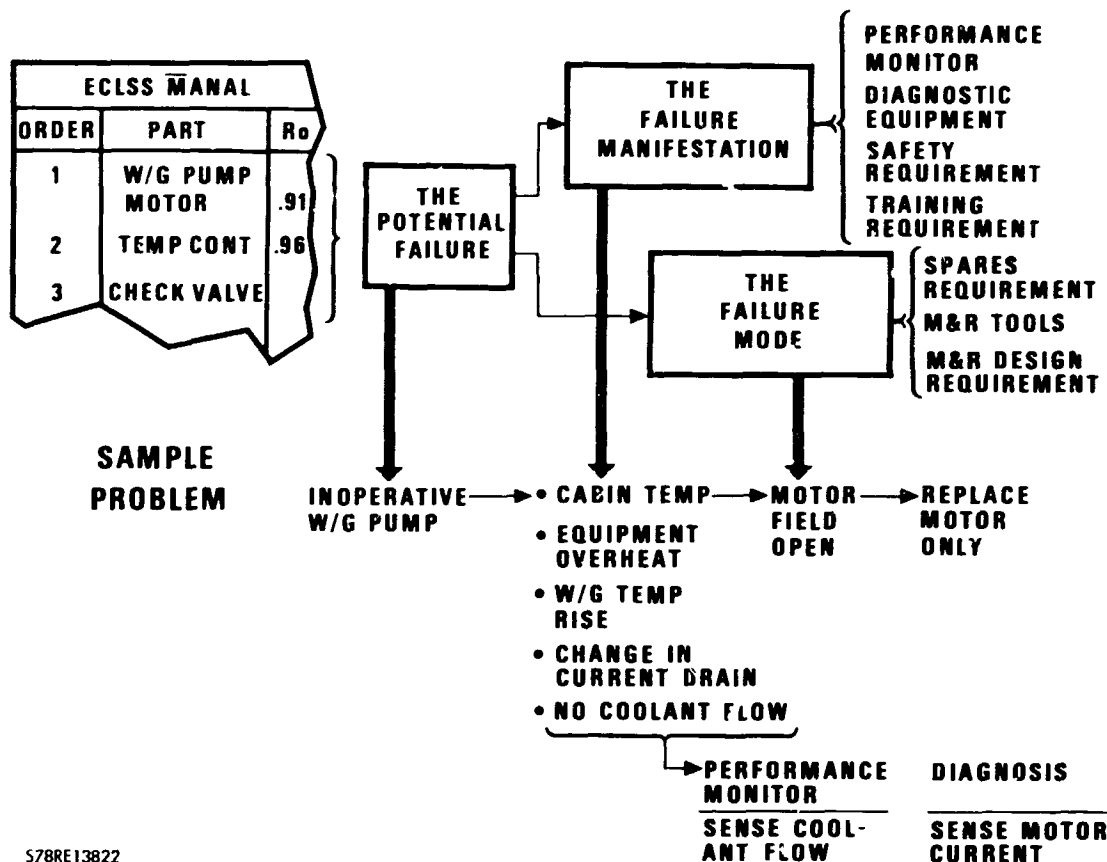 ECLSS M̅ANAL
ORDER PART Ro
1 W/G PUMP
MOTOR .91
2 TEMP CONT .96
3 CHECK VALVE
THE
POTENTIAL
FAILURE
THE
FAILURE
MANIFESTATION
PERFORMANCE
MONITOR
DIAGNOSTIC
EQUIPMENT
SAFETY
REQUIREMENT
TRAINING
REQUIREMENT
THE
FAILURE
MODE
SPARES
REQUIREMENT
M&R TOOLS
M&R DESIGN
REQUIREMENT
SAMPLE
PROBLEM
INOPERATIVE
W/G PUMP
• CABIN TEMP
• EQUIPMENT
OVERHEAT
• W/G TEMP
RISE
• CHANGE IN
CURRENT DRAIN
• NO COOLANT FLOW
MOTOR
FIELD
OPEN
REPLACE
MOTOR
ONLY
PERFORMANCE
MONITOR
SENSE COOL-
ANT FLOW
DIAGNOSIS
SENSE MOTOR
CURRENT
S78RE13822